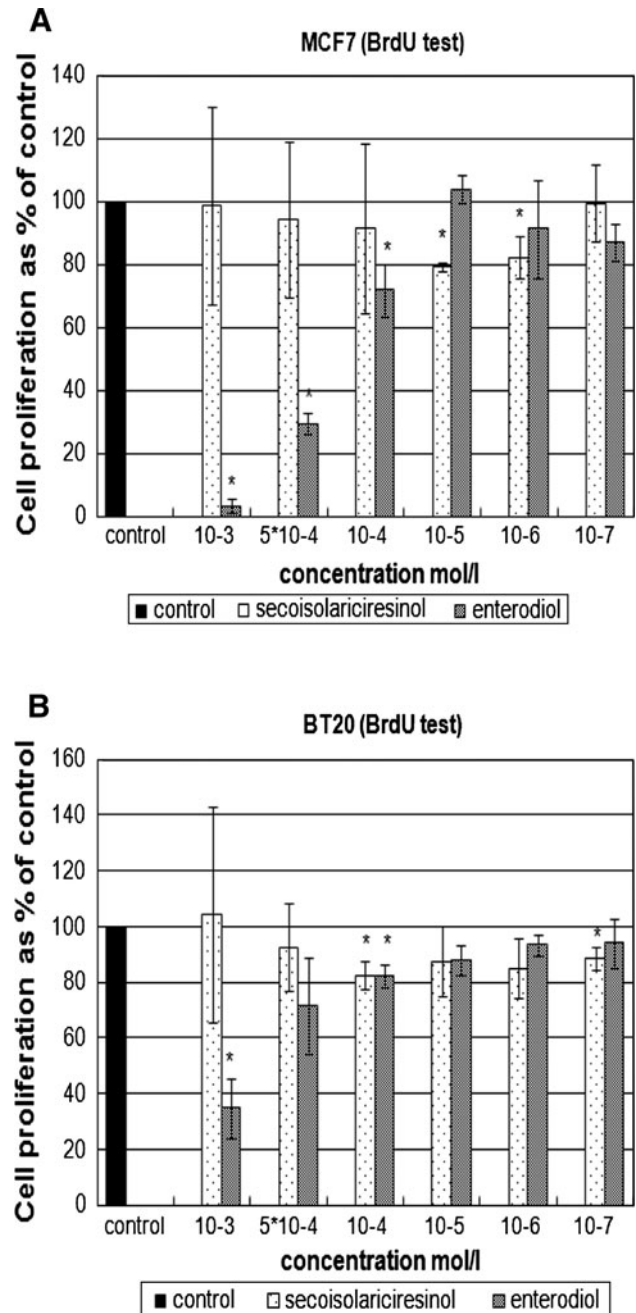 A
MCF7 (BrdU test)
Cell proliferation as % of control
140
120
100
80
60
40
20
0
* * * * *
control 10-3 5*10-4 10-4 10-5 10-6 10-7
concentration mol/l
control secoisolariciresinol enterodiol
B
BT20 (BrdU test)
Cell proliferation as % of control
160
140
120
100
80
60
40
20
0
* * * *
control 10-3 5*10-4 10-4 10-5 10-6 10-7
concentration mol/l
control secoisolariciresinol enterodiol